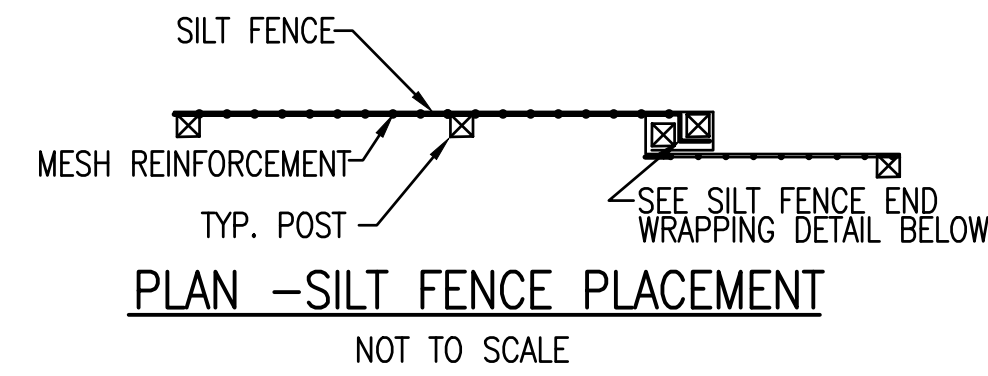 SILT FENCE
MESH REINFORCEMENT
TYP. POST
SEE SILT FENCE END
WRAPPING DETAIL BELOW
PLAN -SILT FENCE PLACEMENT
NOT TO SCALE